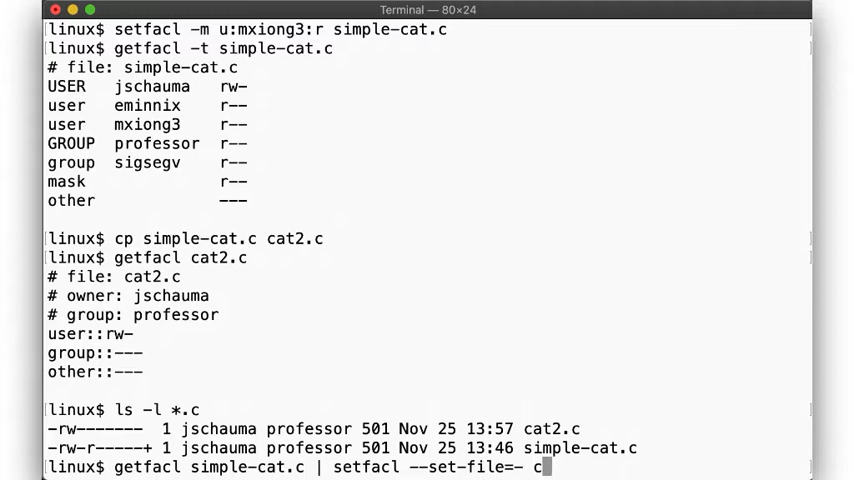 Terminal — 80×24
linux$ setfacl -m u:mxiong3:r simple-cat.c
linux$ getfacl -t simple-cat.c
# file: simple-cat.c
USER   jschauma   rw-
user   eminnix    r--
user   mxiong3    r--
GROUP  professor  r--
group  sigsegv    r--
mask              r--
other             ---
linux$ cp simple-cat.c cat2.c
linux$ getfacl cat2.c
# file: cat2.c
# owner: jschauma
# group: professor
user::rw-
group::---
other::---
linux$ ls -l *.c
-rw-------  1 jschauma professor 501 Nov 25 13:57 cat2.c
-rw-r-----+ 1 jschauma professor 501 Nov 25 13:46 simple-cat.c
linux$ getfacl simple-cat.c | setfacl --set-file=- c